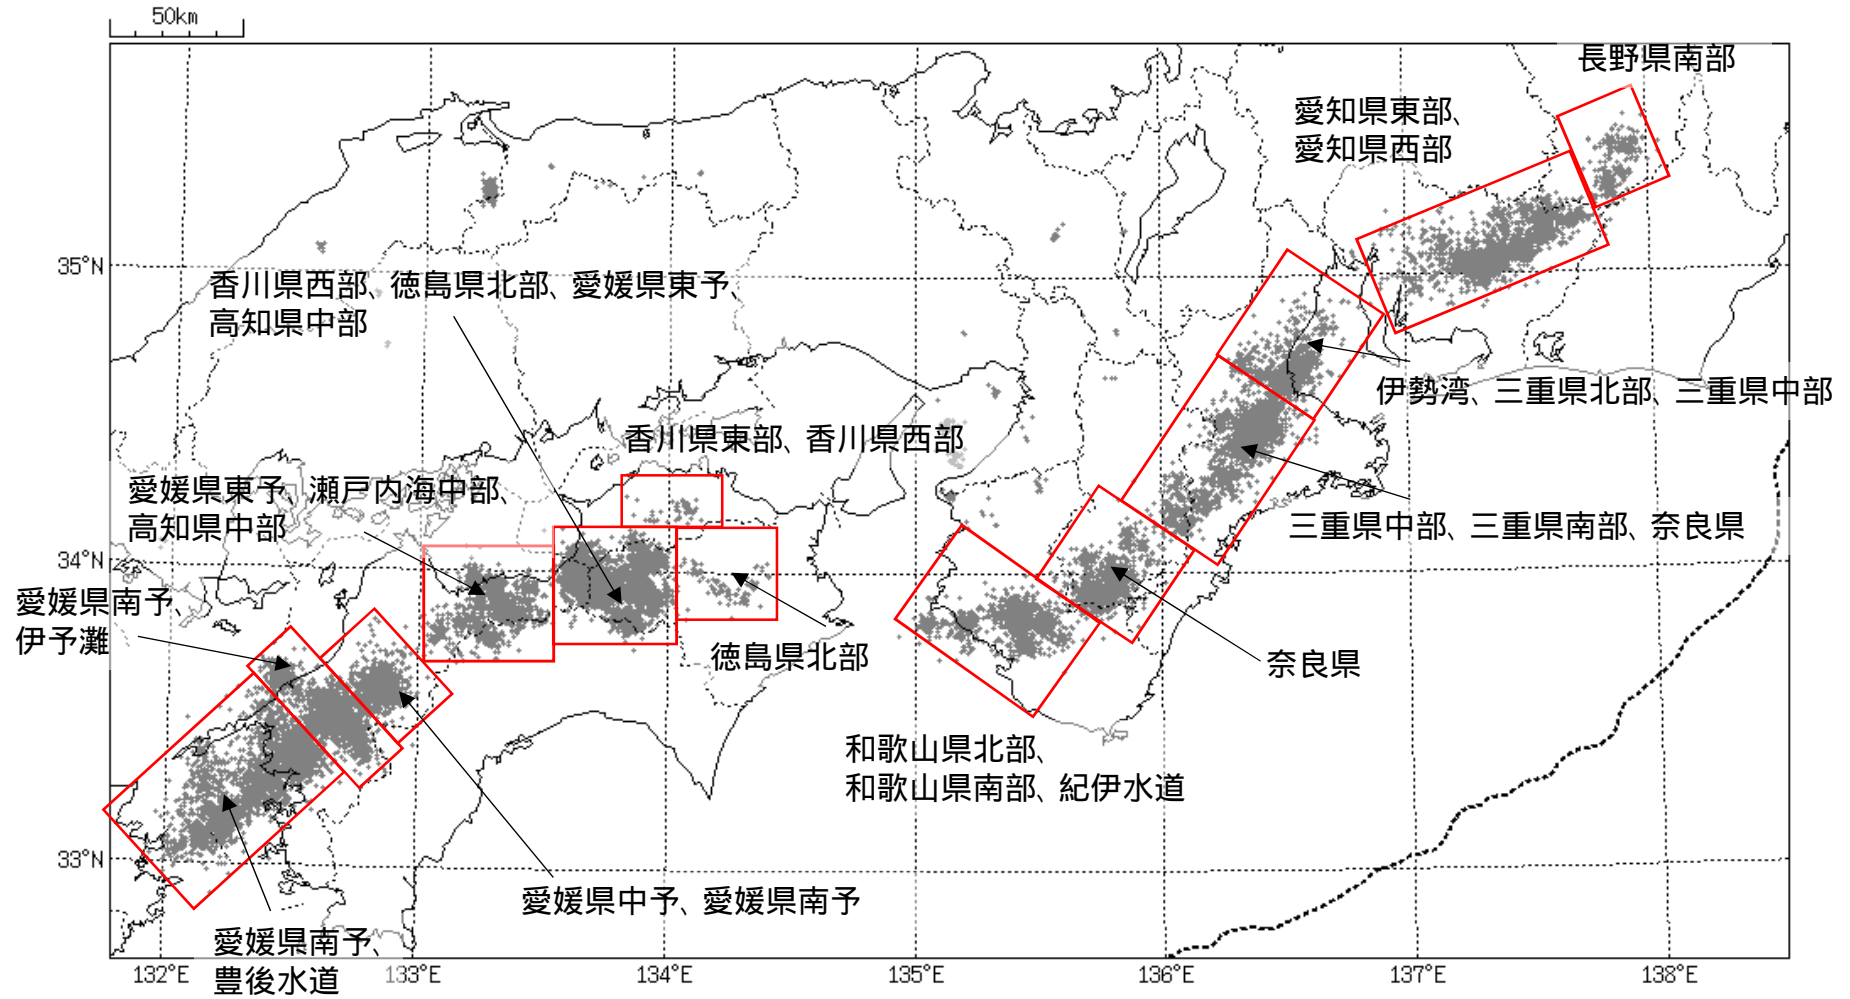 50km
長野県南部
愛知県東部、
愛知県西部
35°N
香川県西部、徳島県北部、愛媛県東予、
高知県中部
伊勢湾、三重県北部、三重県中部
香川県東部、香川県西部
愛媛県東予、瀬戸内海中部、
高知県中部
三重県中部、三重県南部、奈良県
34°N
愛媛県南予、
伊予灘
徳島県北部
奈良県
和歌山県北部、
和歌山県南部、紀伊水道
33°N
愛媛県中予、愛媛県南予
愛媛県南予、
豊後水道
132°E 133°E 134°E 135°E 136°E 137°E 138°E